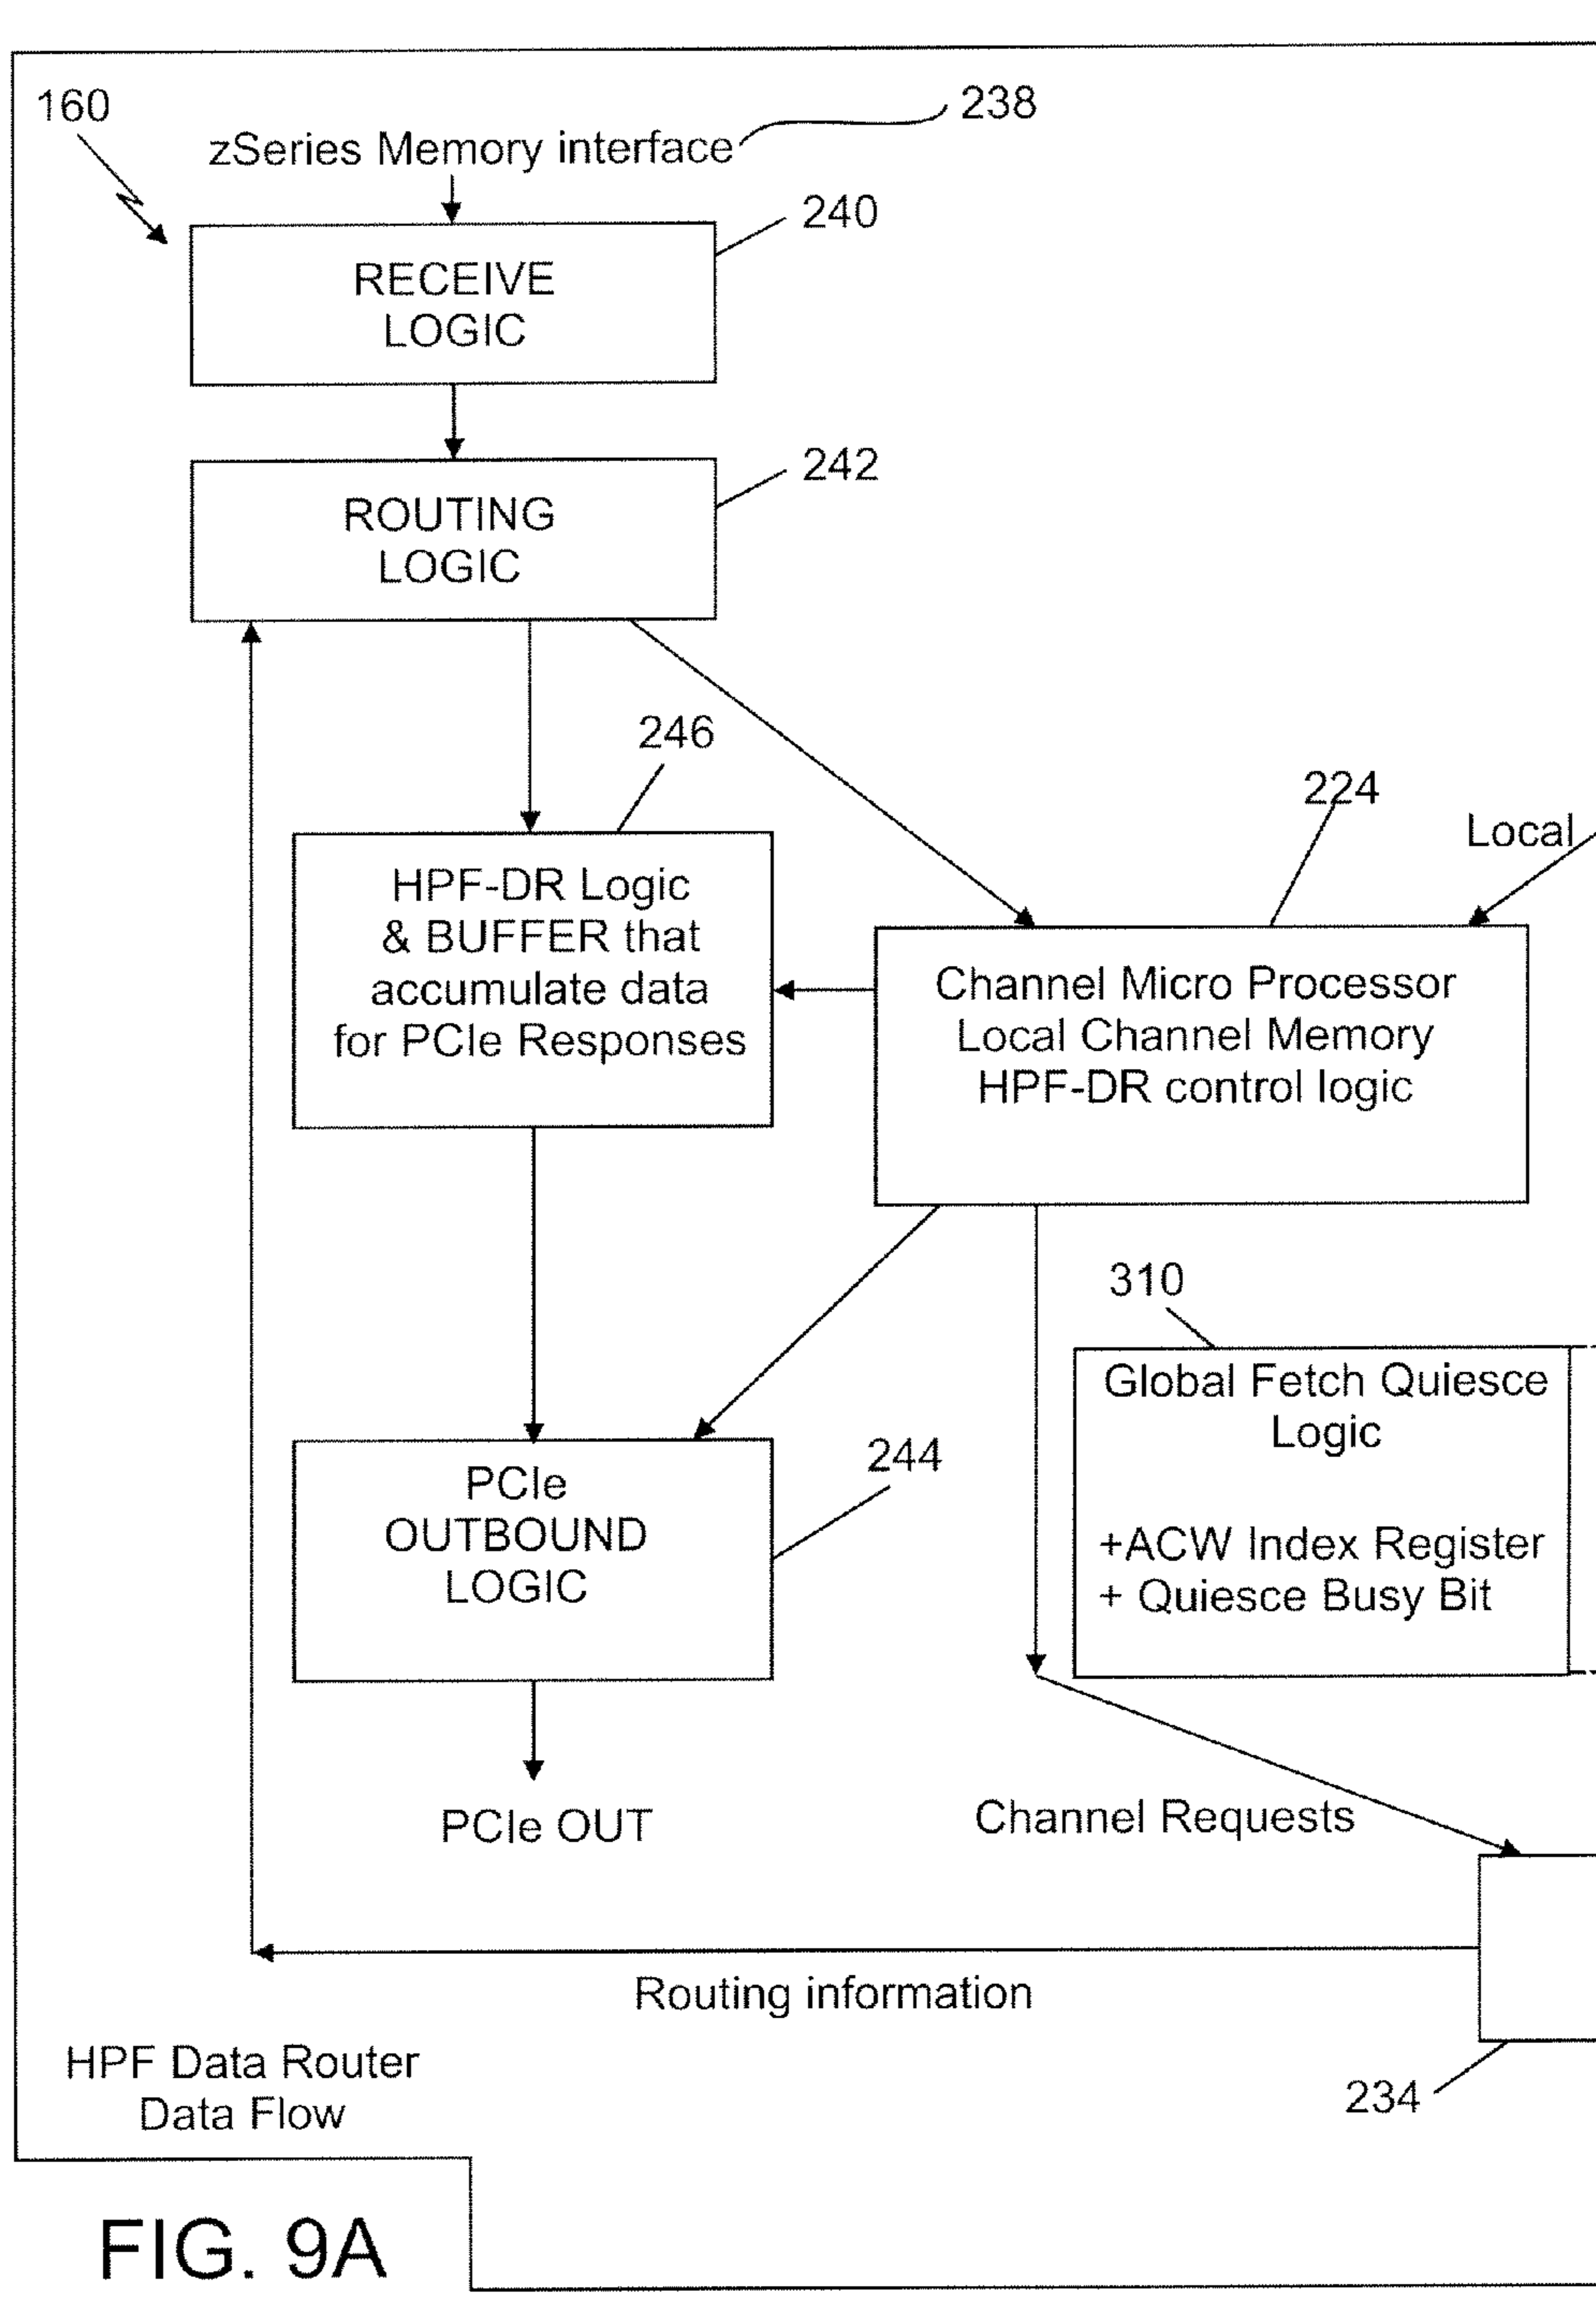 160
zSeries Memory interface
238
240
RECEIVE
LOGIC
242
ROUTING
LOGIC
246
224
Local
HPF-DR Logic
& BUFFER that
accumulate data
for PCIe Responses
Channel Micro Processor
Local Channel Memory
HPF-DR control logic
310
Global Fetch Quiesce
Logic
+ACW Index Register
+ Quiesce Busy Bit
244
PCIe
OUTBOUND
LOGIC
PCIe OUT
Channel Requests
Routing information
234
HPF Data Router
Data Flow
FIG. 9A